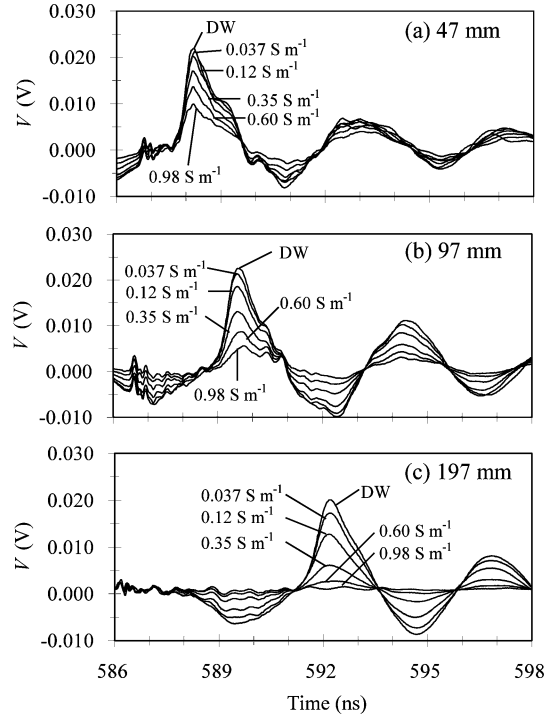 (a) 47 mm
V (V)
0.030
0.020
0.010
0.000
-0.010
DW
0.037 S m⁻¹
0.12 S m⁻¹
0.35 S m⁻¹
0.60 S m⁻¹
0.98 S m⁻¹
(b) 97 mm
V (V)
0.030
0.020
0.010
0.000
-0.010
DW
0.037 S m⁻¹
0.12 S m⁻¹
0.60 S m⁻¹
0.35 S m⁻¹
0.98 S m⁻¹
(c) 197 mm
V (V)
0.030
0.020
0.010
0.000
-0.010
0.037 S m⁻¹
DW
0.12 S m⁻¹
0.60 S m⁻¹
0.35 S m⁻¹
0.98 S m⁻¹
586 589 592 595 598
Time (ns)